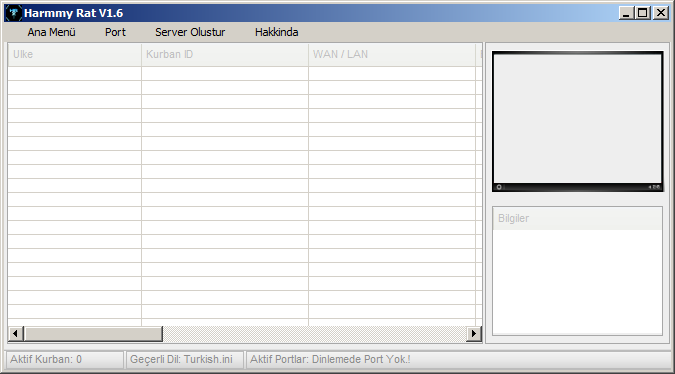 Harmmy Rat V1.6
Ana Menü Port Server Olustur Hakkinda
Ulke Kurban ID WAN / LAN
Bilgiler
Aktif Kurban: 0 Geçerli Dil: Turkish.ini Aktif Portlar: Dinlemede Port Yok.!